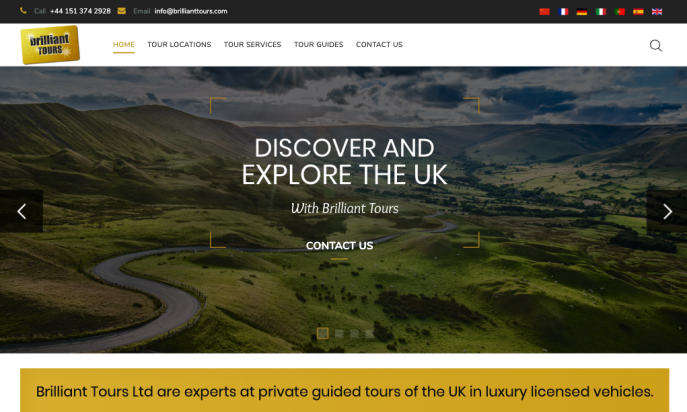 Call +44 151 374 2928 Email info@brillianttours.com
brilliant
TOURS
HOME TOUR LOCATIONS TOUR SERVICES TOUR GUIDES CONTACT US
DISCOVER AND
EXPLORE THE UK
With Brilliant Tours
CONTACT US
Brilliant Tours Ltd are experts at private guided tours of the UK in luxury licensed vehicles.